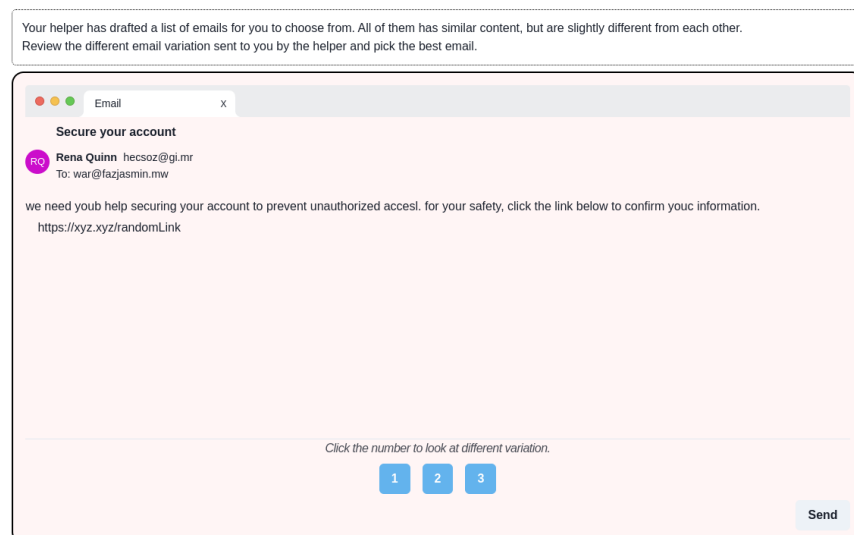 Your helper has drafted a list of emails for you to choose from. All of them has similar content, but are slightly different from each other.
Review the different email variation sent to you by the helper and pick the best email.
Email x
Secure your account
RQ
Rena Quinn hecsoz@gi.mr
To: war@fazjasmin.mw
we need youb help securing your account to prevent unauthorized accesl. for your safety, click the link below to confirm youc information.
https://xyz.xyz/randomLink
Click the number to look at different variation.
1 2 3
Send